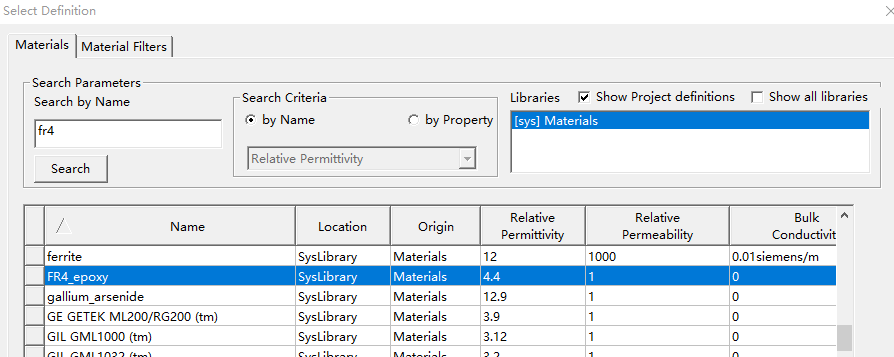 Select Definition
Materials Material Filters
Search Parameters
Search by Name
fr4
Search
Search Criteria
by Name by Property
Relative Permittivity
Libraries Show Project definitions Show all libraries
[sys] Materials
Name Location Origin Relative Permittivity Relative Permeability Bulk Conductivit
ferrite SysLibrary Materials 12 1000 0.01siemens/m
FR4_epoxy SysLibrary Materials 4.4 1 0
gallium_arsenide SysLibrary Materials 12.9 1 0
GE GETEK ML200/RG200 (tm) SysLibrary Materials 3.9 1 0
GIL GML1000 (tm) SysLibrary Materials 3.12 1 0
GIL GML1032 (tm) SysLibrary Materials 3.2 1 0